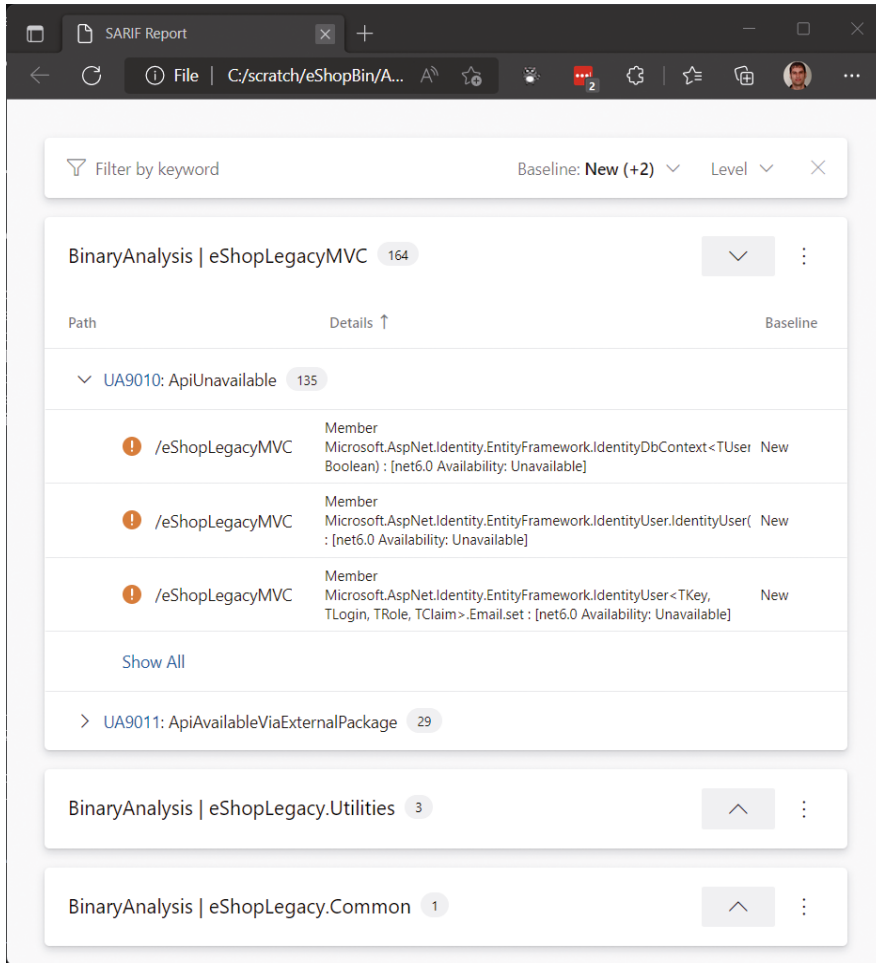 SARIF Report
File | C:/scratch/eShopBin/A...
2
Filter by keyword
Baseline: New (+2)
Level
BinaryAnalysis | eShopLegacyMVC 164
Path Details ↑ Baseline
UA9010: ApiUnavailable 135
/eShopLegacyMVC
Member
Microsoft.AspNet.Identity.EntityFramework.IdentityDbContext<TUser
Boolean) : [net6.0 Availability: Unavailable]
New
/eShopLegacyMVC
Member
Microsoft.AspNet.Identity.EntityFramework.IdentityUser.IdentityUser(
: [net6.0 Availability: Unavailable]
New
/eShopLegacyMVC
Member
Microsoft.AspNet.Identity.EntityFramework.IdentityUser<TKey,
TLogin, TRole, TClaim>.Email.set : [net6.0 Availability: Unavailable]
New
Show All
UA9011: ApiAvailableViaExternalPackage 29
BinaryAnalysis | eShopLegacy.Utilities 3
BinaryAnalysis | eShopLegacy.Common 1